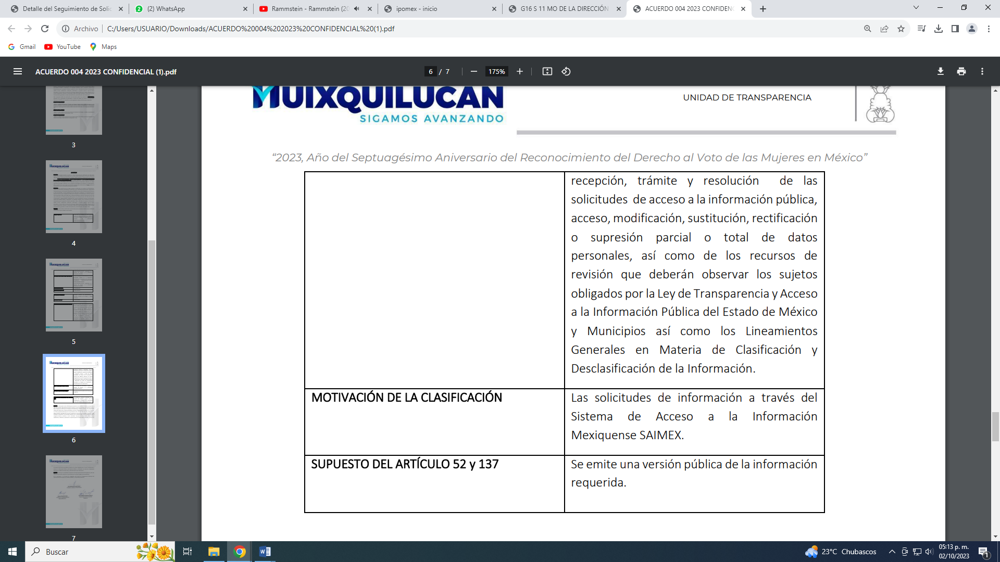 Detalle del Seguimiento de Solic
(2) WhatsApp
Rammstein - Rammstein (20
ipomex - inicio
G16 S 11 MO DE LA DIRECCIÓN
ACUERDO 004 2023 CONFIDENC
Archivo
C:/Users/USUARIO/Downloads/ACUERDO%20004%202023%20CONFIDENCIAL%20(1).pdf
Gmail
YouTube
Maps
ACUERDO 004 2023 CONFIDENCIAL (1).pdf
6 / 7
175%
3
4
5
6
7
HUIXQUILUCAN
SIGAMOS AVANZANDO
UNIDAD DE TRANSPARENCIA
“2023, Año del Septuagésimo Aniversario del Reconocimiento del Derecho al Voto de las Mujeres en México”
recepción, trámite y resolución de las
solicitudes de acceso a la información pública,
acceso, modificación, sustitución, rectificación
o supresión parcial o total de datos
personales, así como de los recursos de
revisión que deberán observar los sujetos
obligados por la Ley de Transparencia y Acceso
a la Información Pública del Estado de México
y Municipios así como los Lineamientos
Generales en Materia de Clasificación y
Desclasificación de la Información.
MOTIVACIÓN DE LA CLASIFICACIÓN
Las solicitudes de información a través del
Sistema de Acceso a la Información
Mexiquense SAIMEX.
SUPUESTO DEL ARTÍCULO 52 y 137
Se emite una versión pública de la información
requerida.
Buscar
23°C Chubascos
05:13 p. m.
02/10/2023
1